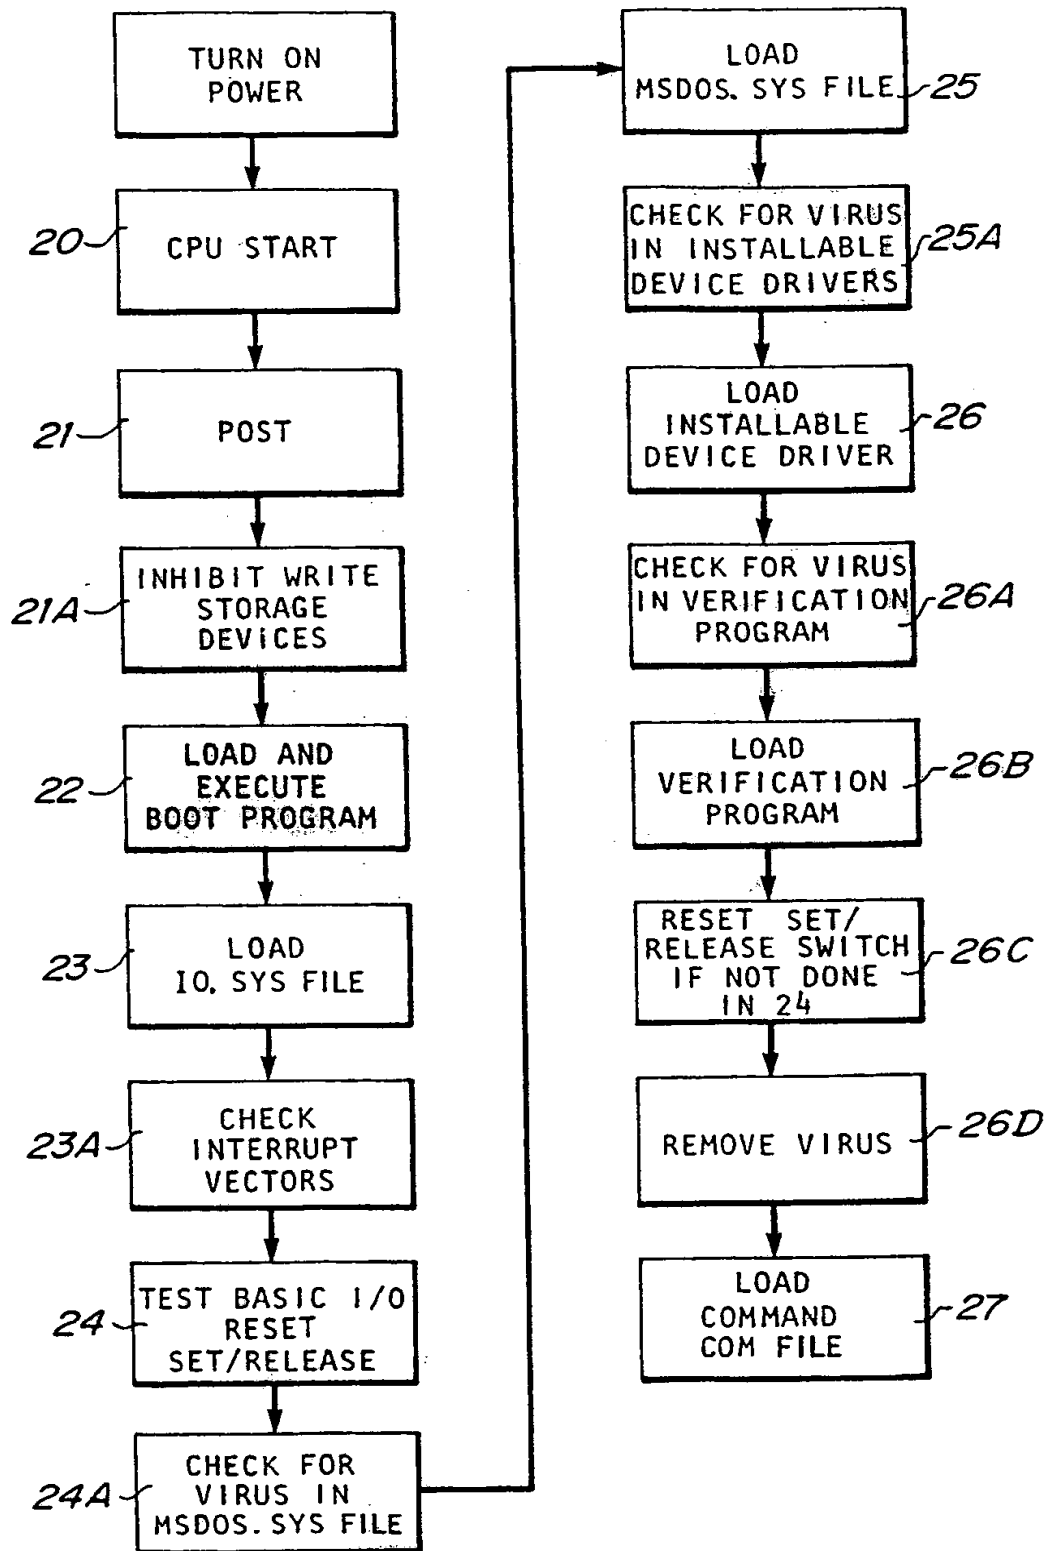 TURN ON
POWER
20
CPU START
21
POST
21A
INHIBIT WRITE
STORAGE
DEVICES
22
LOAD AND
EXECUTE
BOOT PROGRAM
23
LOAD
IO. SYS FILE
23A
CHECK
INTERRUPT
VECTORS
24
TEST BASIC I/O
RESET
SET/RELEASE
24A
CHECK FOR
VIRUS IN
MSDOS. SYS FILE
LOAD
MSDOS. SYS FILE
25
CHECK FOR VIRUS
IN INSTALLABLE
DEVICE DRIVERS
25A
LOAD
INSTALLABLE
DEVICE DRIVER
26
CHECK FOR VIRUS
IN VERIFICATION
PROGRAM
26A
LOAD
VERIFICATION
PROGRAM
26B
RESET SET/
RELEASE SWITCH
IF NOT DONE
IN 24
26C
REMOVE VIRUS
26D
LOAD
COMMAND
COM FILE
27